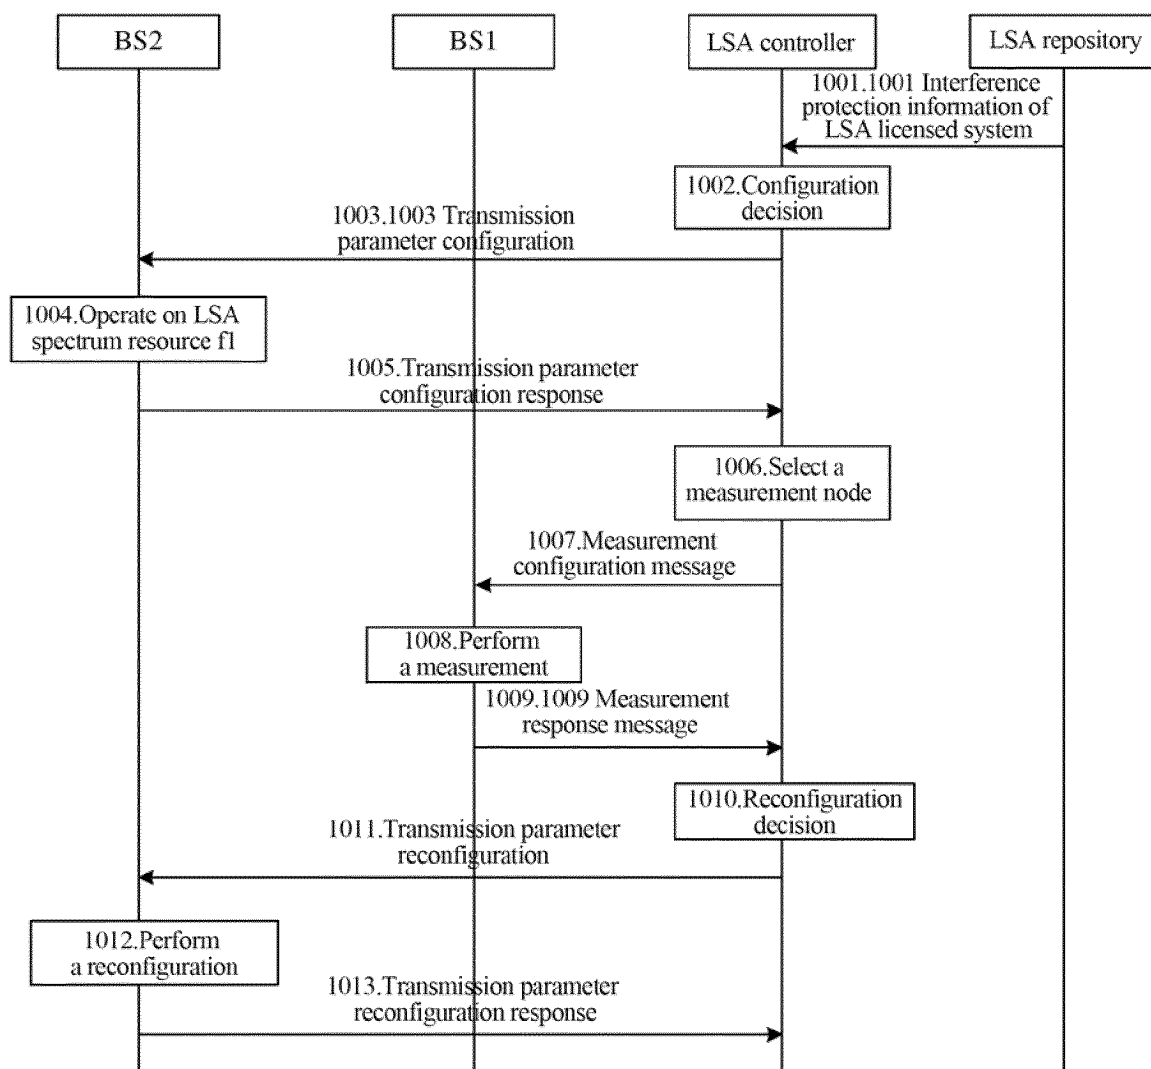 BS2
BS1
LSA controller
LSA repository
1001.1001 Interference
protection information of
LSA licensed system
1002.Configuration
decision
1003.1003 Transmission
parameter configuration
1004.Operate on LSA
spectrum resource f1
1005.Transmission parameter
configuration response
1006.Select a
measurement node
1007.Measurement
configuration message
1008.Perform
a measurement
1009.1009 Measurement
response message
1010.Reconfiguration
decision
1011.Transmission parameter
reconfiguration
1012.Perform
a reconfiguration
1013.Transmission parameter
reconfiguration response